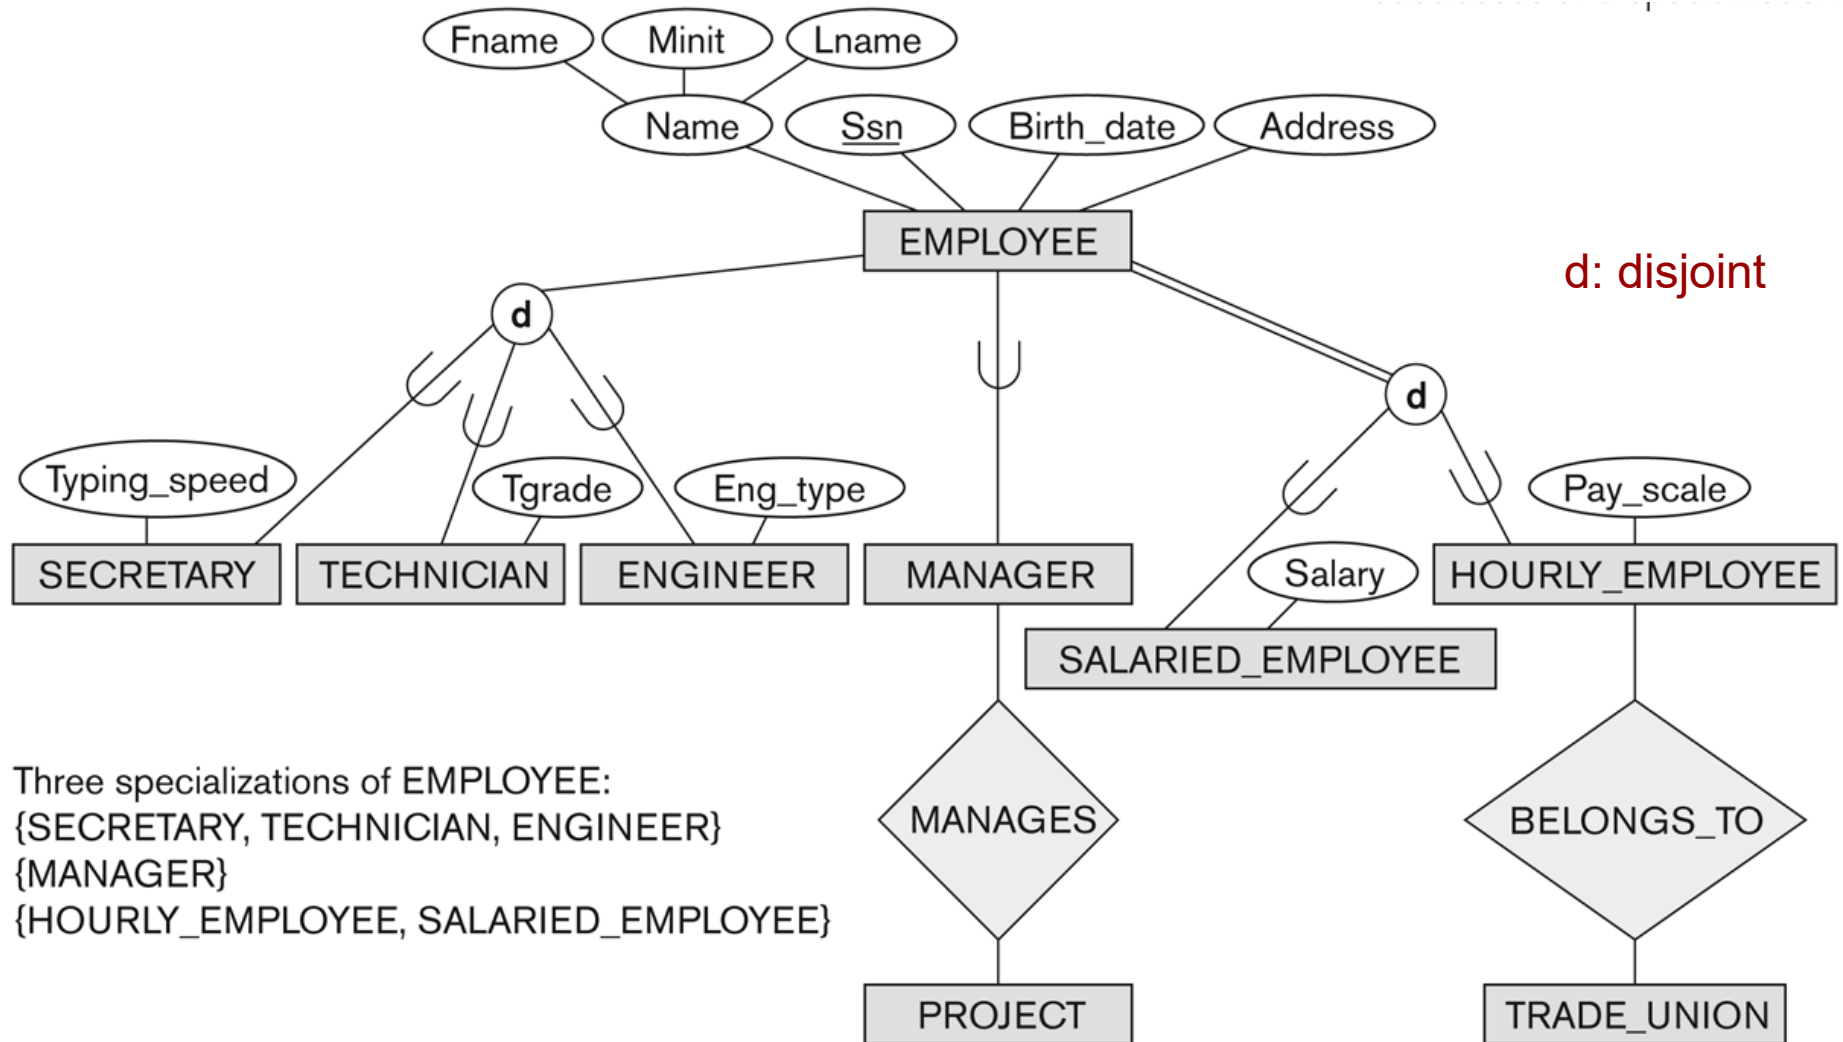 Fname Minit Lname
Name Ssn Birth_date Address
EMPLOYEE
d: disjoint
d
d
Typing_speed Tgrade Eng_type Pay_scale
SECRETARY TECHNICIAN ENGINEER MANAGER Salary HOURLY_EMPLOYEE
SALARIED_EMPLOYEE
Three specializations of EMPLOYEE:
{SECRETARY, TECHNICIAN, ENGINEER}
{MANAGER}
{HOURLY_EMPLOYEE, SALARIED_EMPLOYEE}
MANAGES BELONGS_TO
PROJECT TRADE_UNION